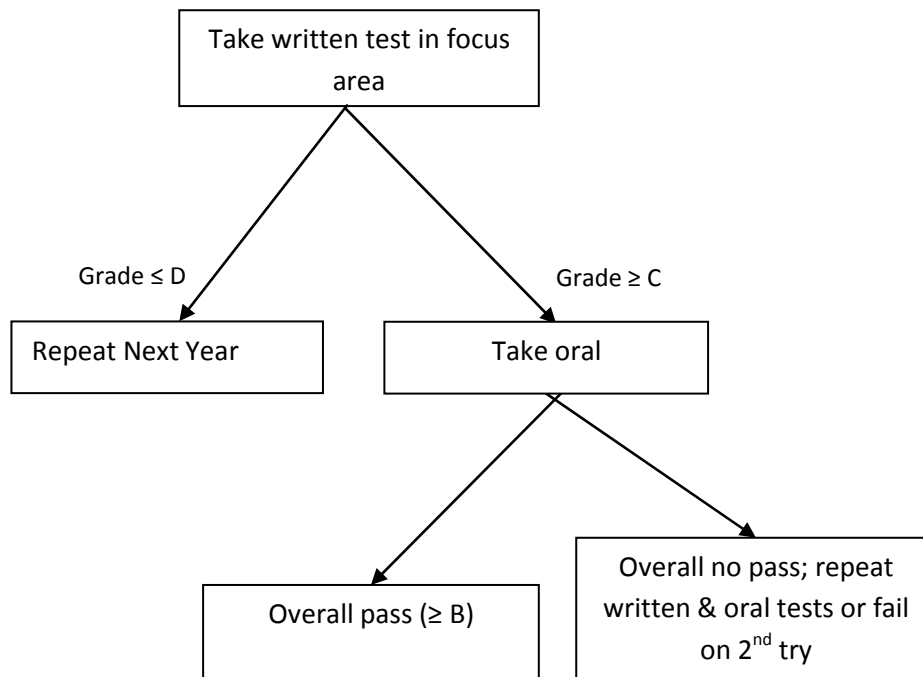 Take written test in focus
area
Grade ≤ D
Grade ≥ C
Repeat Next Year
Take oral
Overall pass (≥ B)
Overall no pass; repeat
written & oral tests or fail
on 2nd try